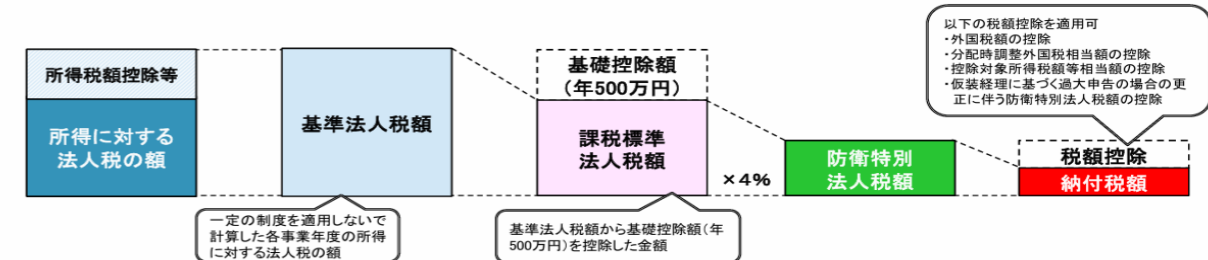 所得税額控除等
所得に対する
法人税の額
基準法人税額
一定の制度を適用しないで
計算した各事業年度の所得
に対する法人税の額
基礎控除額
（年500万円）
課税標準
法人税額
基準法人税額から基礎控除額（年
500万円）を控除した金額
×4%
防衛特別
法人税額
以下の税額控除を適用可
・外国税額の控除
・分配時調整外国税相当額の控除
・控除対象所得税額等相当額の控除
・仮装経理に基づく過大申告の場合の更
正に伴う防衛特別法人税額の控除
税額控除
納付税額